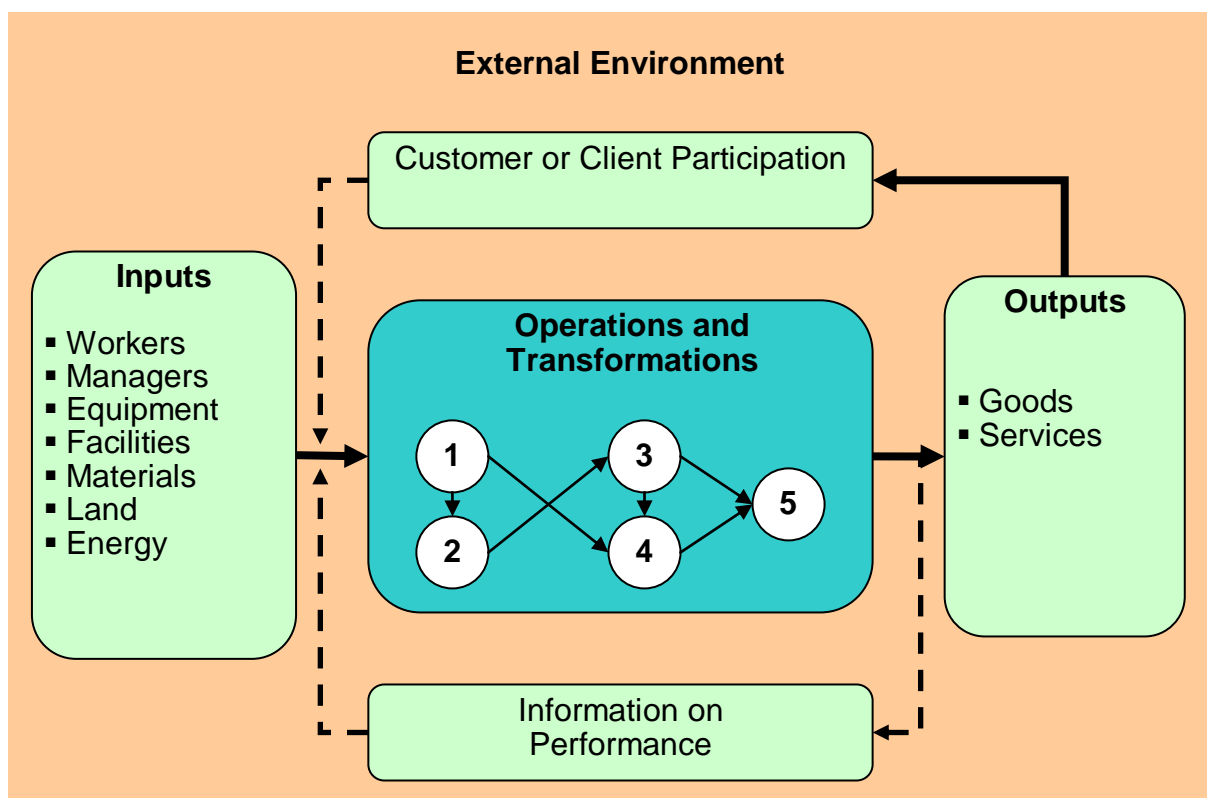 External Environment
Customer or Client Participation
Inputs
▪ Workers
▪ Managers
▪ Equipment
▪ Facilities
▪ Materials
▪ Land
▪ Energy
Operations and
Transformations
1
3
5
2
4
Outputs
▪ Goods
▪ Services
Information on
Performance